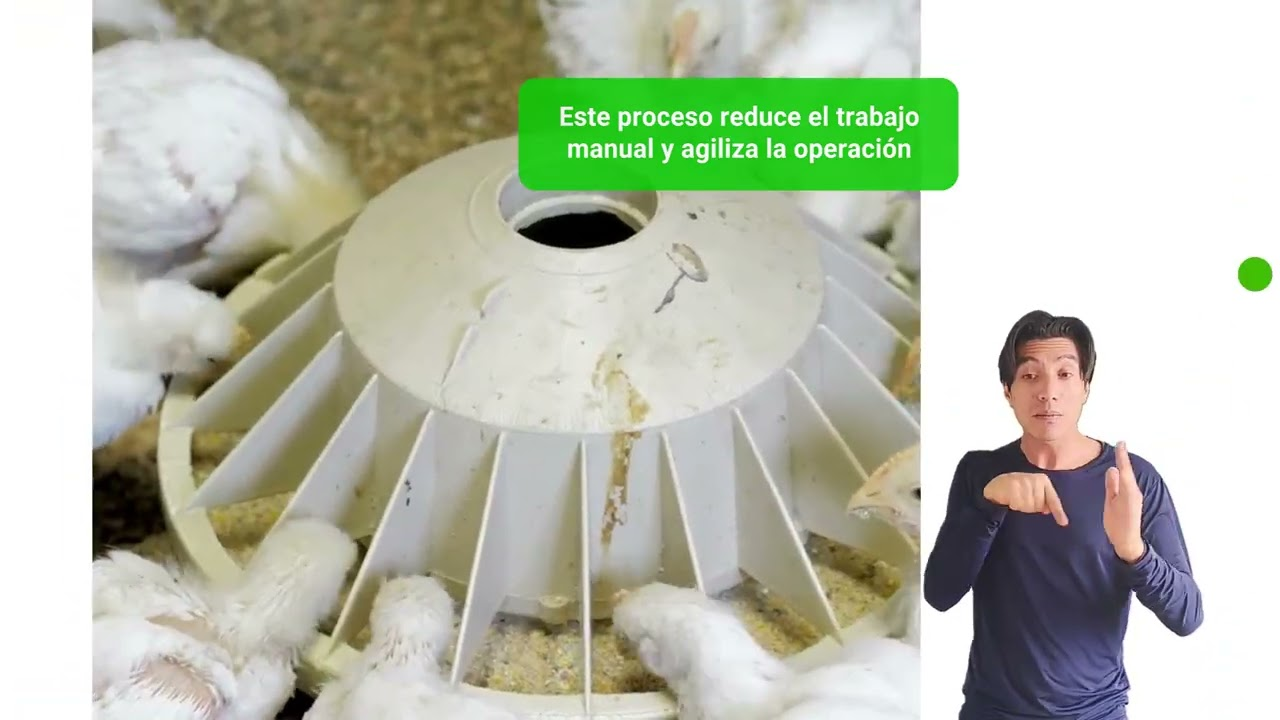 Este proceso reduce el trabajo
manual y agiliza la operación